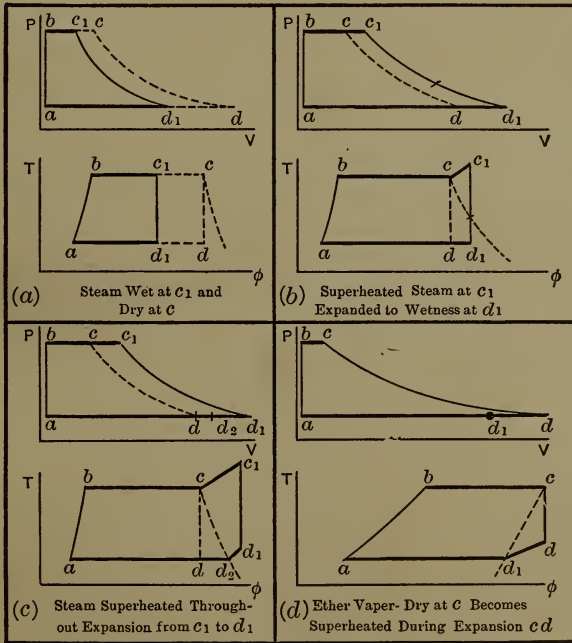 P b c1 c
a d1 d V
T b c1 c
a d1 d ϕ
(a) Steam Wet at c1 and
Dry at c
P b c c1
a d d1 V
T b c c1
a d d1 ϕ
(b) Superheated Steam at c1
Expanded to Wetness at d1
P b c c1
a d d2 d1 V
T b c c1
a d d2 d1 ϕ
(c) Steam Superheated Through-
out Expansion from c1 to d1
P b c
a d1 d V
T b c
a d1 d ϕ
(d) Ether Vaper- Dry at c Becomes
Superheated During Expansion cd